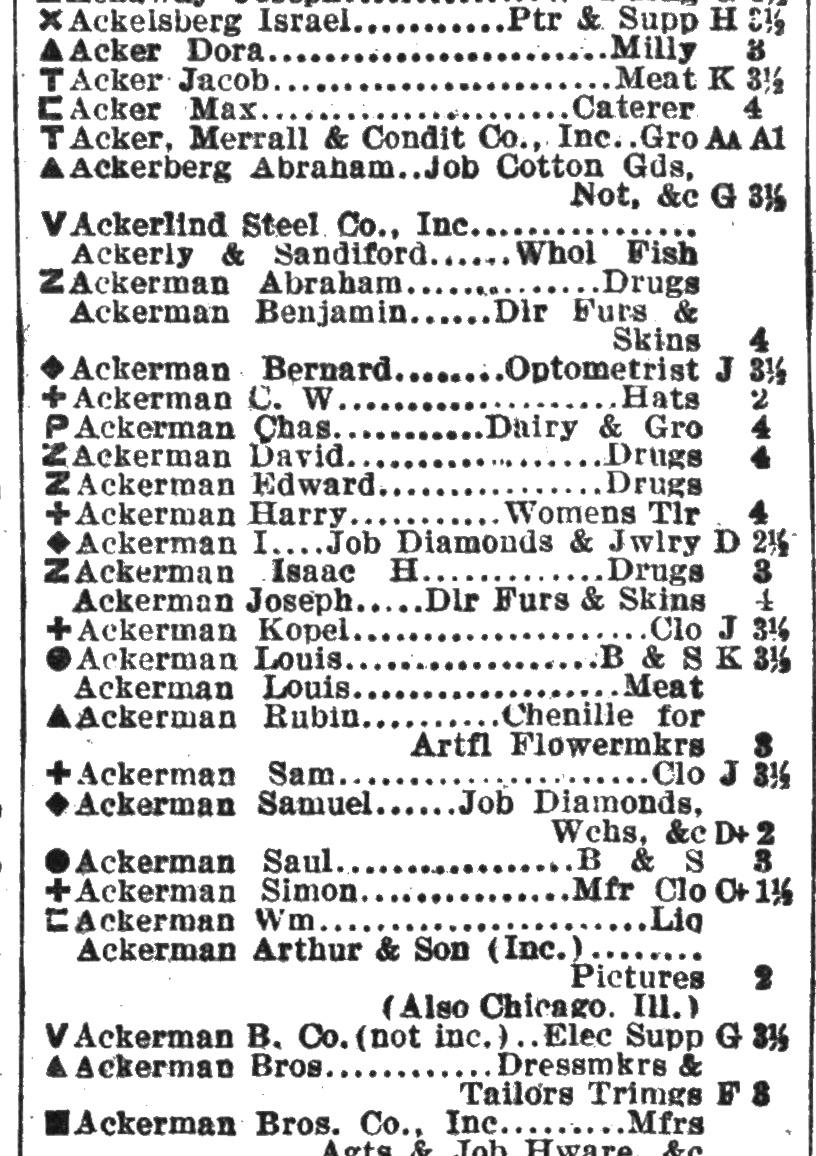 ✕ Ackelsberg Israel...........Ptr & Supp H 3½
▲ Acker Dora........................Milly 3
T Acker Jacob........................Meat K 3½
⊏ Acker Max......................Caterer 4
T Acker, Merrall & Condit Co., Inc..Gro AA A1
▲ Ackerberg Abraham..Job Cotton Gds,
Not, &c G 3½
V Ackerlind Steel Co., Inc................
Ackerly & Sandiford......Whol Fish
Z Ackerman Abraham..............Drugs
Ackerman Benjamin......Dlr Furs &
Skins 4
◆ Ackerman Bernard........Optometrist J 3½
+ Ackerman C. W....................Hats 2
P Ackerman Chas...........Dairy & Gro 4
Z Ackerman David..................Drugs 4
Z Ackerman Edward................Drugs
+ Ackerman Harry...........Womens Tlr 4
◆ Ackerman I....Job Diamonds & Jwlry D 2½
Z Ackerman Isaac H.............Drugs 3
Ackerman Joseph.....Dlr Furs & Skins 4
+ Ackerman Kopel.....................Clo J 3½
● Ackerman Louis..................B & S K 3½
Ackerman Louis...................Meat
▲ Ackerman Rubin..........Chenille for
Artfl Flowermkrs 3
+ Ackerman Sam......................Clo J 3½
◆ Ackerman Samuel......Job Diamonds,
Wchs, &c D+ 2
● Ackerman Saul.................B & S 3
+ Ackerman Simon...............Mfr Clo C+ 1½
⊏ Ackerman Wm.......................Liq
Ackerman Arthur & Son (Inc.)........
Pictures 2
(Also Chicago. Ill.)
V Ackerman B. Co. (not inc.)..Elec Supp G 3½
▲ Ackerman Bros............Dressmkrs &
Tailors Trimgs F 3
■ Ackerman Bros. Co., Inc.........Mfrs
Agts & Job Hware, &c